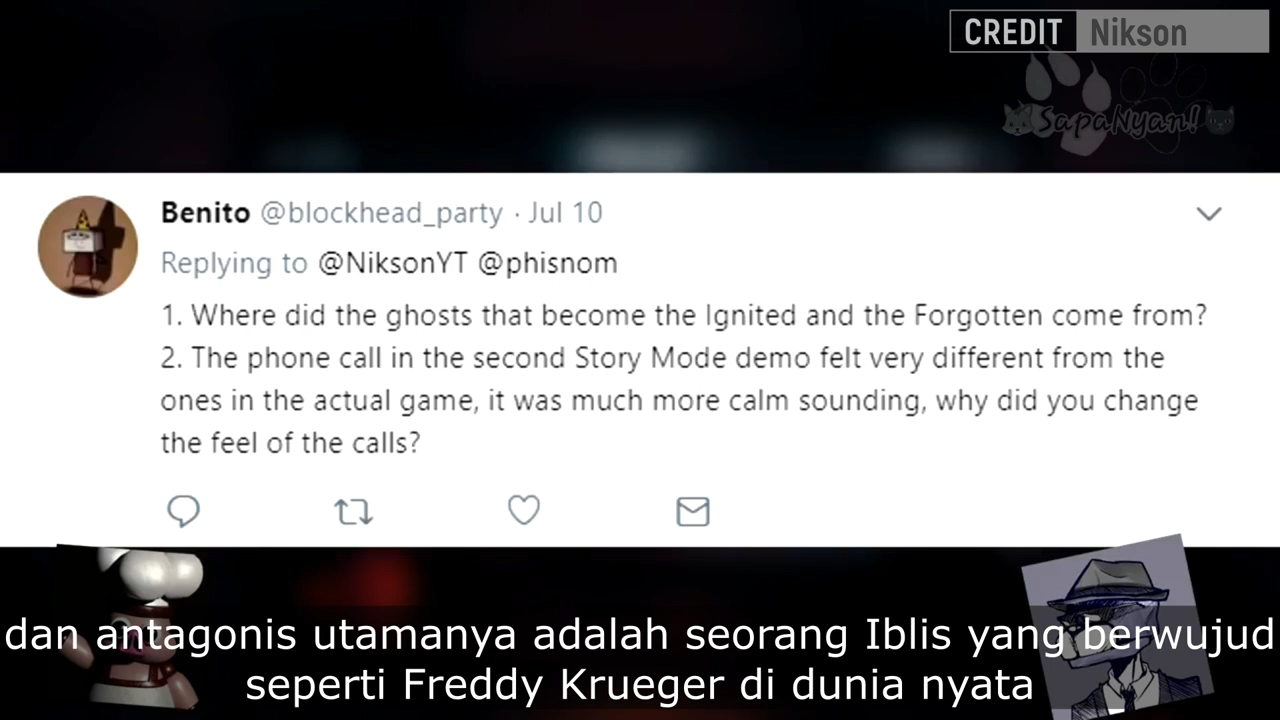 CREDIT Nikson
SapaNyan!
Benito @blockhead_party · Jul 10
Replying to @NiksonYT @phisnom
1. Where did the ghosts that become the Ignited and the Forgotten come from?
2. The phone call in the second Story Mode demo felt very different from the
ones in the actual game, it was much more calm sounding, why did you change
the feel of the calls?
dan antagonis utamanya adalah seorang Iblis yang berwujud
seperti Freddy Krueger di dunia nyata